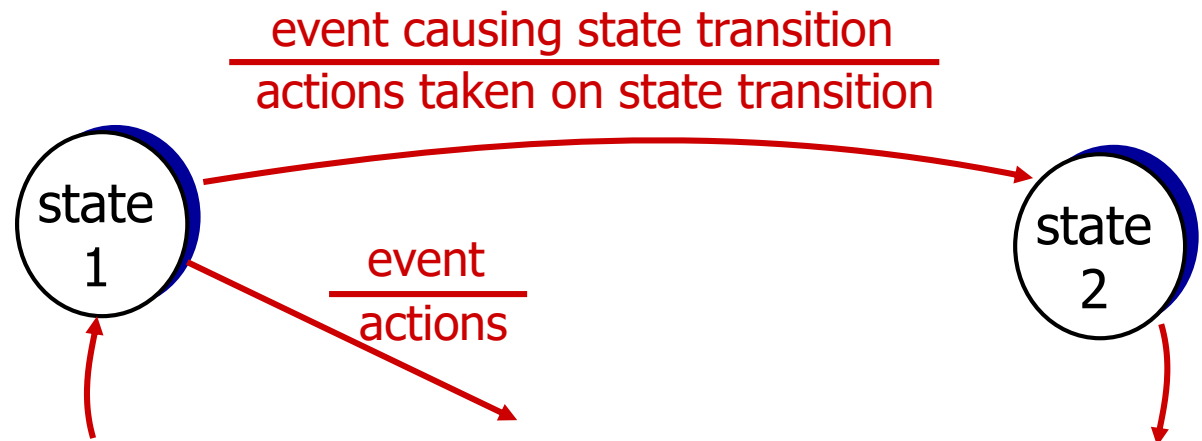 event causing state transition
actions taken on state transition
state
1
event
actions
state
2